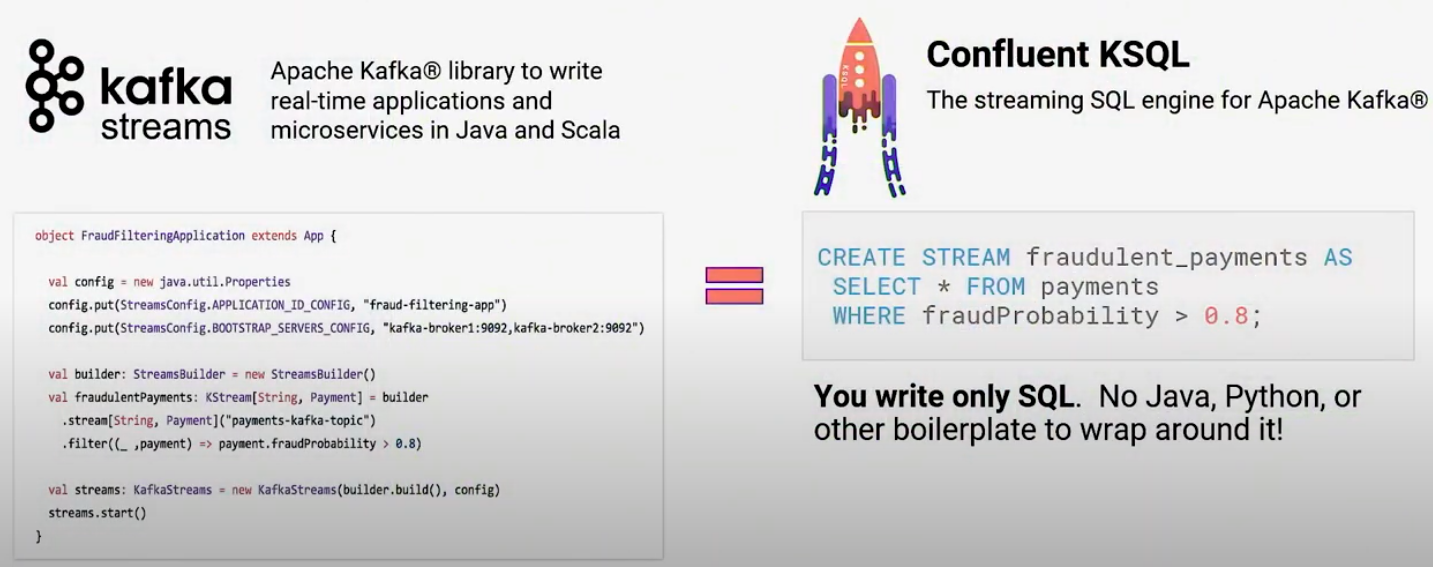 kafka
streams
Apache Kafka® library to write
real-time applications and
microservices in Java and Scala
object FraudFilteringApplication extends App {
val config = new java.util.Properties
config.put(StreamsConfig.APPLICATION_ID_CONFIG, "fraud-filtering-app")
config.put(StreamsConfig.BOOTSTRAP_SERVERS_CONFIG, "kafka-broker1:9092,kafka-broker2:9092")
val builder: StreamsBuilder = new StreamsBuilder()
val fraudulentPayments: KStream[String, Payment] = builder
.stream[String, Payment]("payments-kafka-topic")
.filter((_ ,payment) => payment.fraudProbability > 0.8)
val streams: KafkaStreams = new KafkaStreams(builder.build(), config)
streams.start()
}
KSQL
Confluent KSQL
The streaming SQL engine for Apache Kafka®
CREATE STREAM fraudulent_payments AS
SELECT * FROM payments
WHERE fraudProbability > 0.8;
You write only SQL. No Java, Python, or
other boilerplate to wrap around it!